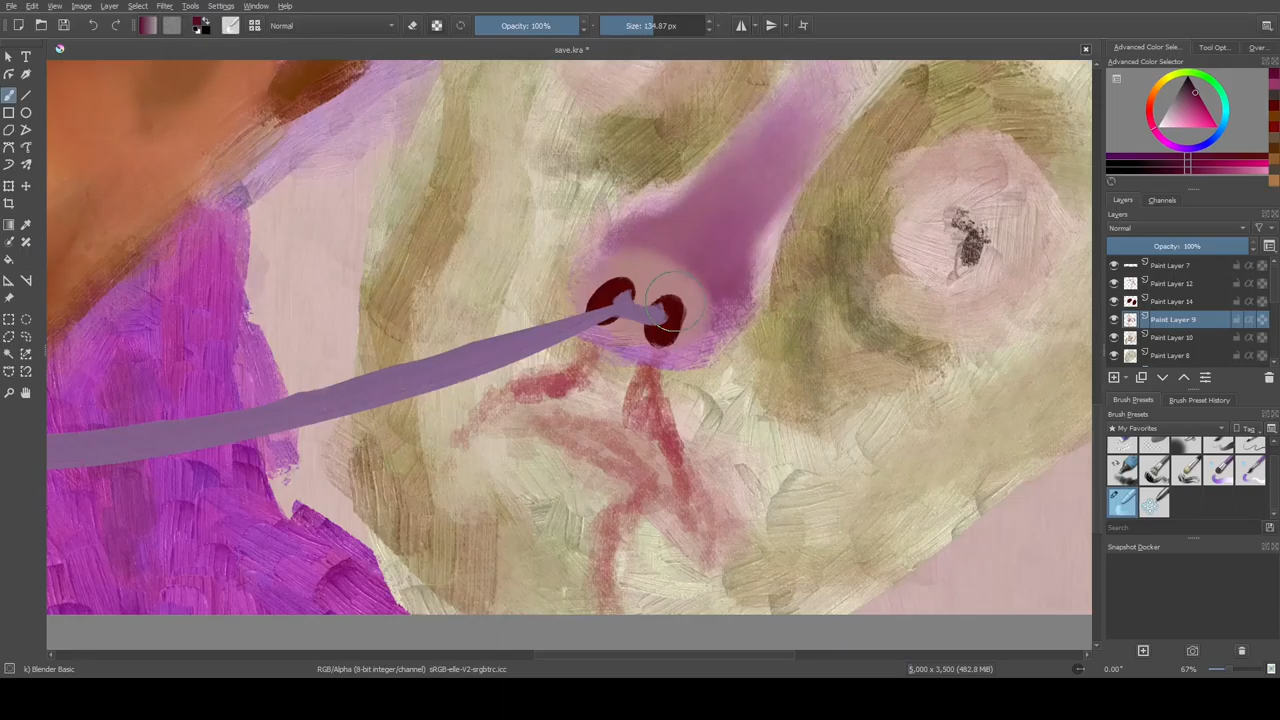 File Edit View Image Layer Select Filter Tools Settings Window Help
Normal Opacity: 100% Size: 134.87 px
save.kra *
Advanced Color Sele... Tool Opt... Over...
Advanced Color Selector
Layers Channels
Layers
Normal
Opacity: 100%
Paint Layer 7
Paint Layer 12
Paint Layer 14
Paint Layer 9
Paint Layer 10
Paint Layer 8
Brush Presets Brush Preset History
Brush Presets
★ My Favorites Tag
Search
Snapshot Docker
k) Blender Basic RGB/Alpha (8-bit integer/channel) sRGB-elle-V2-srgbtrc.icc 5,000 x 3,500 (482.8 MiB) 0.00° 67%